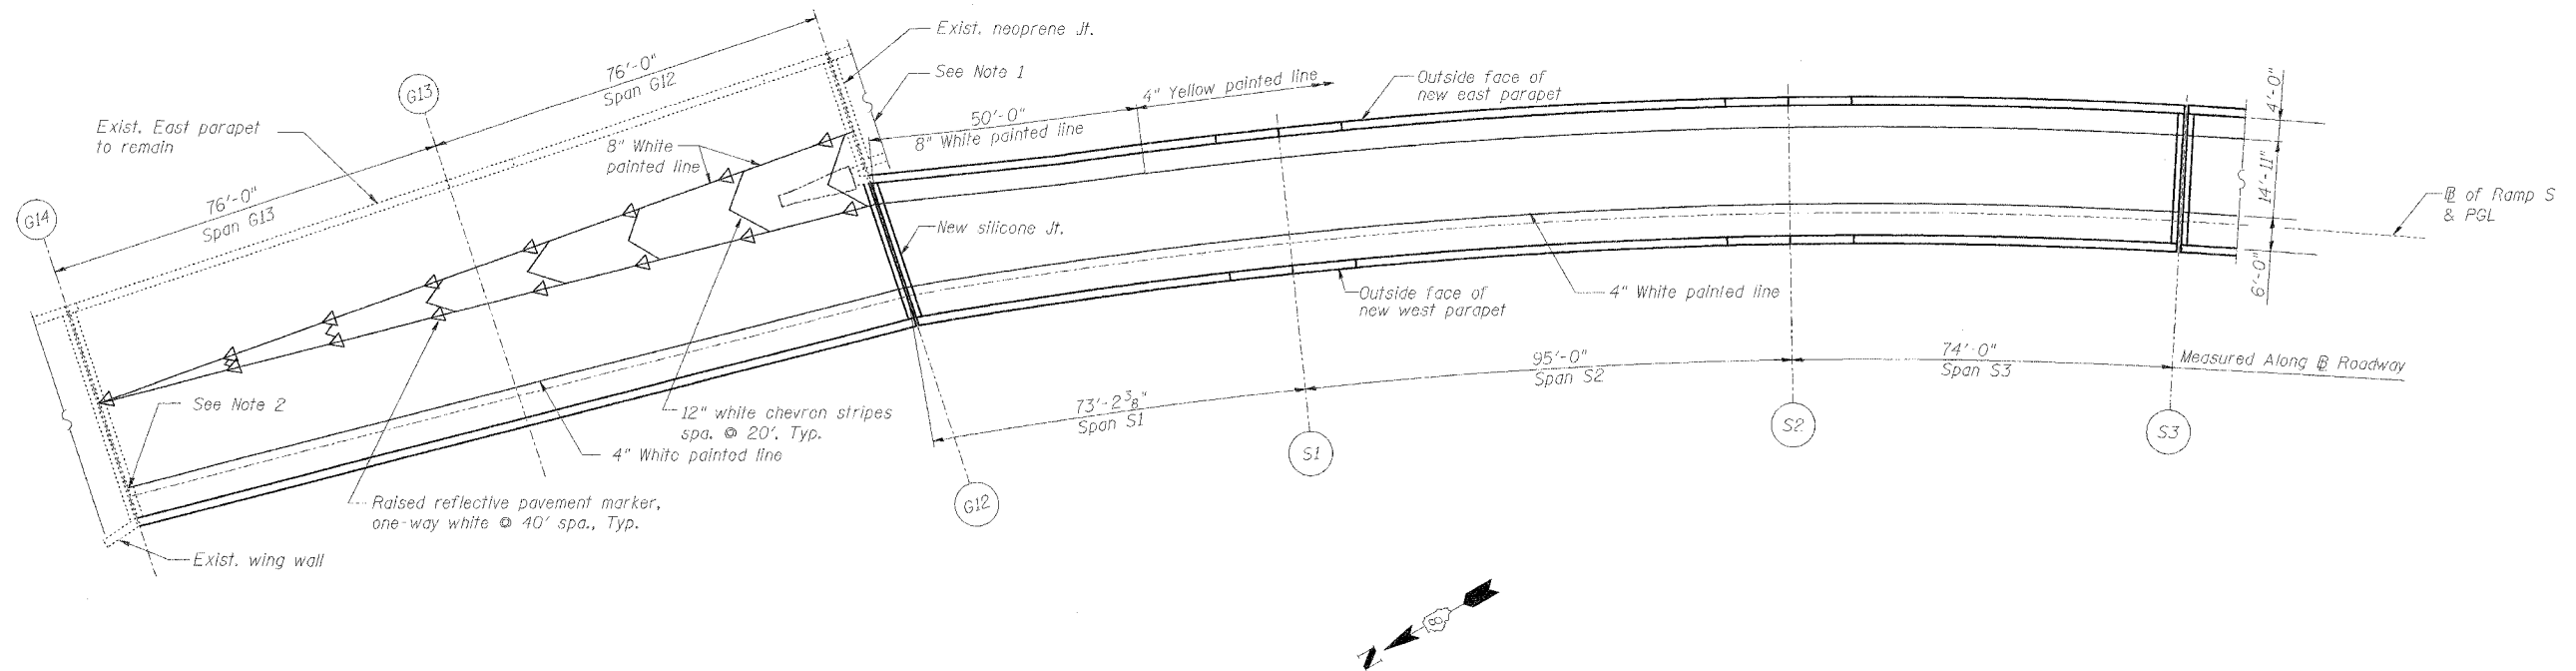 Exist. neoprene Jt.
See Note 1
76'-0"
Span G12
G13
4" Yellow painted line
Outside face of
new east parapet
50'-0"
8" White painted line
4'-0"
Exist. East parapet
to remain
8" White
painted line
14'-11"
76'-0"
Span G13
G14
℔ of Ramp S
& PGL
New silicone Jt.
6'-0"
4" White painted line
Outside face of
new west parapet
95'-0"
Span S2
74'-0"
Span S3
Measured Along ℔ Roadway
See Note 2
73'-2 3/8"
Span S1
12" white chevron stripes
spa. @ 20'. Typ.
4" White painted line
S1
S2
S3
Raised reflective pavement marker,
one-way white @ 40' spa., Typ.
G12
Exist. wing wall
N